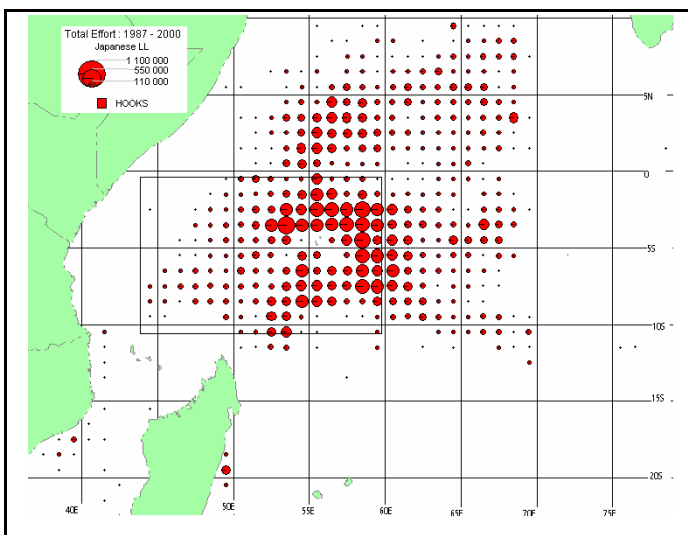 Total Effort : 1987 - 2000
Japanese LL
1 100 000
550 000
110 000
HOOKS
5N
0
5S
10S
15S
20S
40E
50E
55E
60E
65E
70E
75E